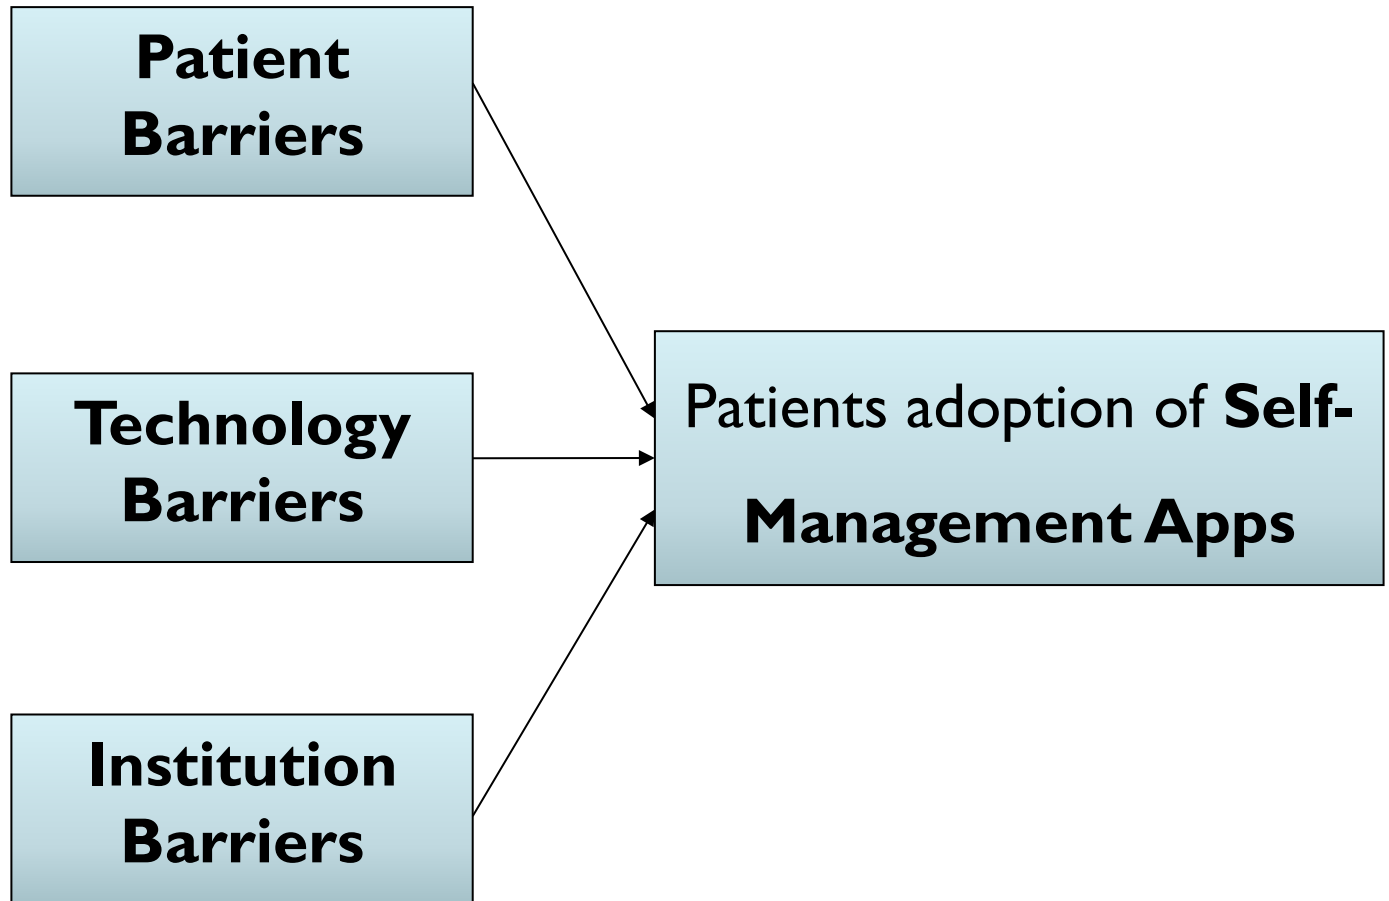 Patient
Barriers
Technology
Barriers
Patients adoption of Self-
Management Apps
Institution
Barriers